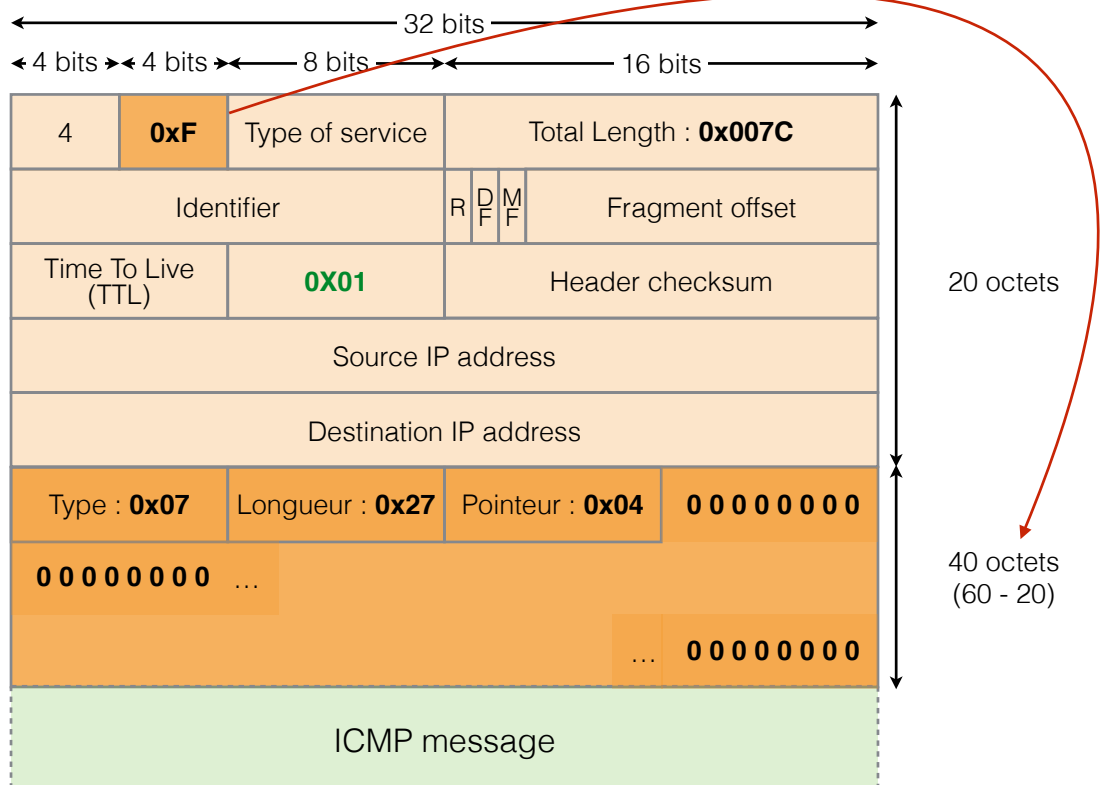 32 bits
4 bits 4 bits 8 bits 16 bits
4 0xF Type of service Total Length : 0x007C
Identifier R DF MF Fragment offset
Time To Live
(TTL)
0X01 Header checksum
20 octets
Source IP address
Destination IP address
Type : 0x07 Longueur : 0x27 Pointeur : 0x04 0 0 0 0 0 0 0 0
0 0 0 0 0 0 0 0 ...
40 octets
(60 - 20)
... 0 0 0 0 0 0 0 0
ICMP message